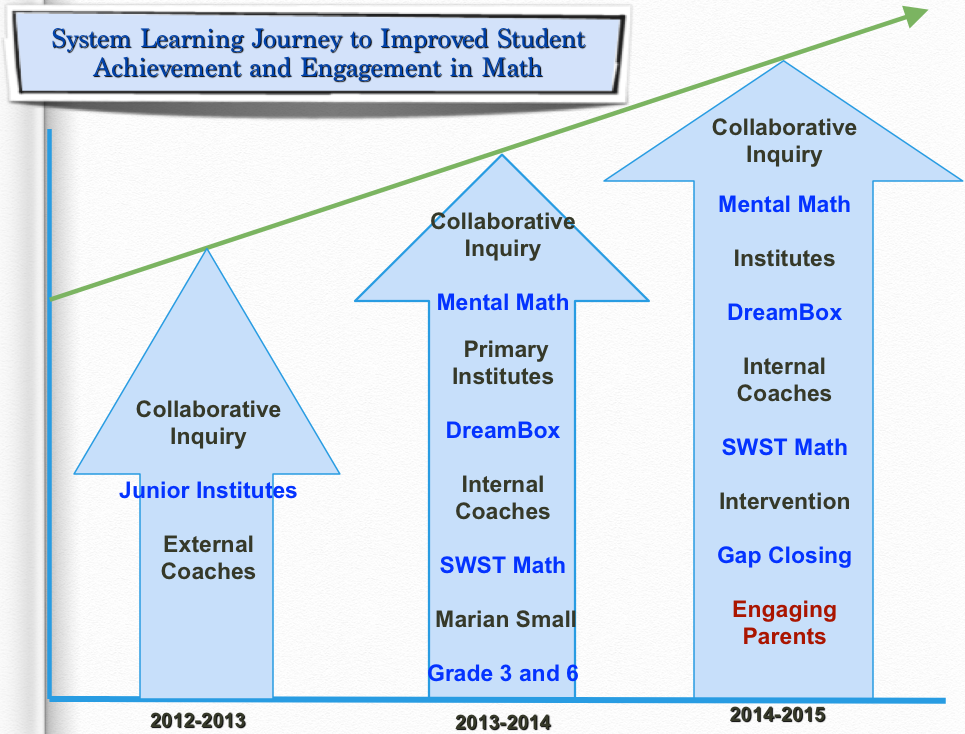 System Learning Journey to Improved Student
Achievement and Engagement in Math
Collaborative
Inquiry
Junior Institutes
External
Coaches
2012-2013
Collaborative
Inquiry
Mental Math
Primary
Institutes
DreamBox
Internal
Coaches
SWST Math
Marian Small
Grade 3 and 6
2013-2014
Collaborative
Inquiry
Mental Math
Institutes
DreamBox
Internal
Coaches
SWST Math
Intervention
Gap Closing
Engaging
Parents
2014-2015